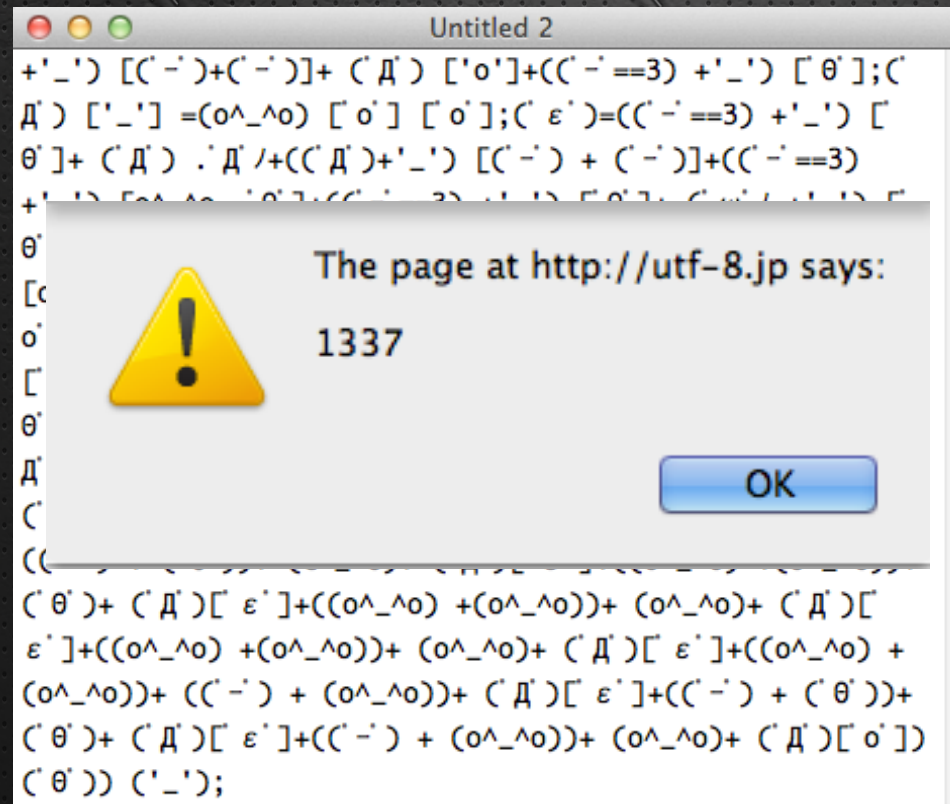 Untitled 2
+'_') [(゚ｰ゚)+(゚ｰ゚)]+ (゚Д゚) ['o']+((゚ｰ゚==3) +'_') [゚Θ゚];(゚
Д゚) ['_'] =(o^_^o) [゚o゚] [゚o゚];(゚ε゚)=((゚ｰ゚==3) +'_') [゚
Θ゚]+ (゚Д゚) .゚Д゚ﾉ+((゚Д゚)+'_') [(゚ｰ゚) + (゚ｰ゚)]+((゚ｰ゚==3)
The page at http://utf-8.jp says:
1337
OK
(゚Θ゚)+ (゚Д゚)[゚ε゚]+((o^_^o) +(o^_^o))+ (o^_^o)+ (゚Д゚)[゚
ε゚]+((o^_^o) +(o^_^o))+ (o^_^o)+ (゚Д゚)[゚ε゚]+((o^_^o) +
(o^_^o))+ ((゚ｰ゚) + (o^_^o))+ (゚Д゚)[゚ε゚]+((゚ｰ゚) + (゚Θ゚))+
(゚Θ゚)+ (゚Д゚)[゚ε゚]+((゚ｰ゚) + (o^_^o))+ (o^_^o)+ (゚Д゚)[゚o゚])
(゚Θ゚)) ('_');